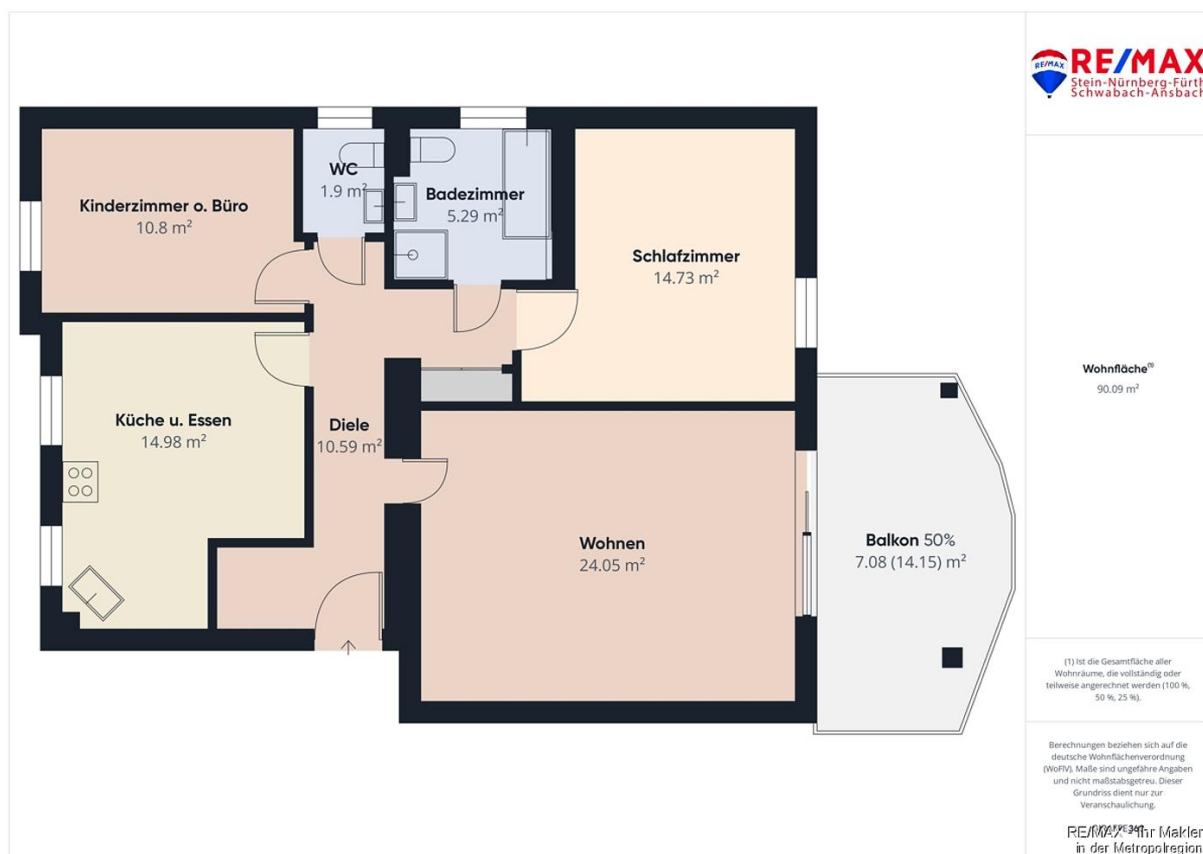 RE/MAX
RE/MAX
Stein-Nürnberg-Fürth
Schwabach-Ansbach
WC
1.9 m²
Kinderzimmer o. Büro
10.8 m²
Badezimmer
5.29 m²
Schlafzimmer
14.73 m²
Küche u. Essen
14.98 m²
Diele
10.59 m²
Wohnen
24.05 m²
Balkon 50%
7.08 (14.15) m²
Wohnfläche⁽¹⁾
90.09 m²
(1) Ist die Gesamtfläche aller
Wohnräume, die vollständig oder
teilweise angerechnet werden (100 %,
50 %, 25 %).
Berechnungen beziehen sich auf die
deutsche Wohnflächenverordnung
(WoFlV). Maße sind ungefähre Angaben
und nicht maßstabsgetreu. Dieser
Grundriss dient nur zur
Veranschaulichung.
RE/MAX - Ihr Makler
in der Metropolregion